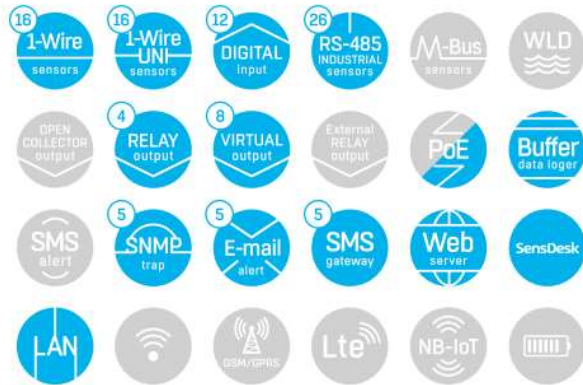 16
1-Wire
sensors
16
1-Wire
UNI
sensors
12
DIGITAL
input
26
RS-485
INDUSTRIAL
sensors
M-Bus
sensors
WLD
OPEN
COLLECTOR
output
4
RELAY
output
8
VIRTUAL
output
External
RELAY
output
PoE
Buffer
data loger
SMS
alert
5
SNMP
trap
5
E-mail
alert
5
SMS
gateway
Web
server
SensDesk
LAN
GSM/GPRS
Lte
NB-IoT